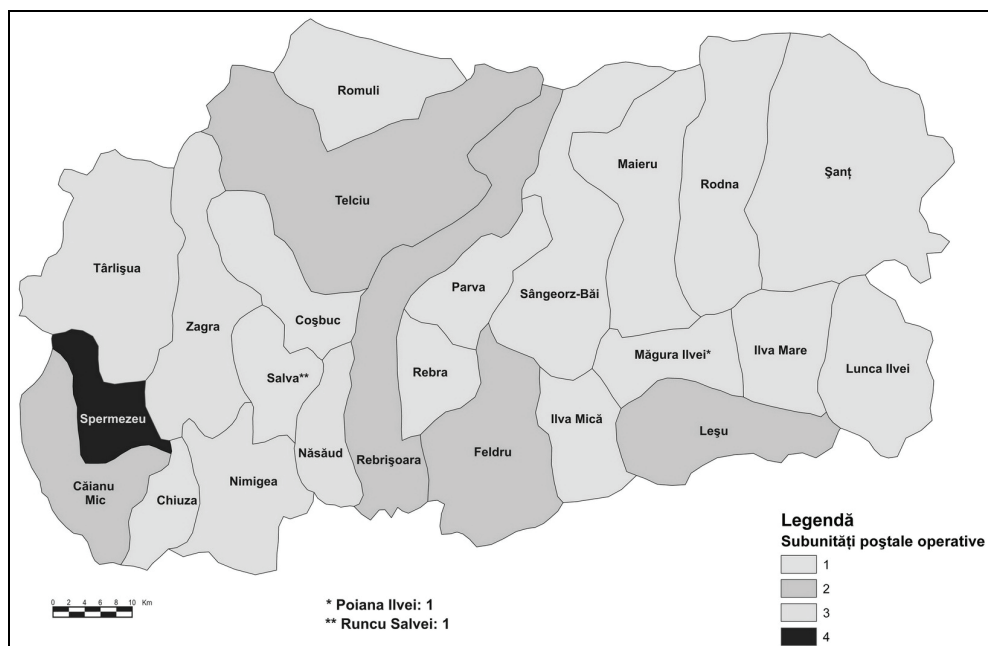 Romuli
Maieru
Rodna
Şanţ
Telciu
Târlişua
Parva
Sângeorz-Băi
Zagra
Coşbuc
Măgura Ilvei*
Ilva Mare
Lunca Ilvei
Salva**
Rebra
Spermezeu
Ilva Mică
Leşu
Năsăud
Rebrişoara
Feldru
Căianu
Mic
Chiuza
Nimigea
Legendă
Subunităţi poştale operative
1
2
3
4
0 2 4 6 8 10 Km
* Poiana Ilvei: 1
** Runcu Salvei: 1